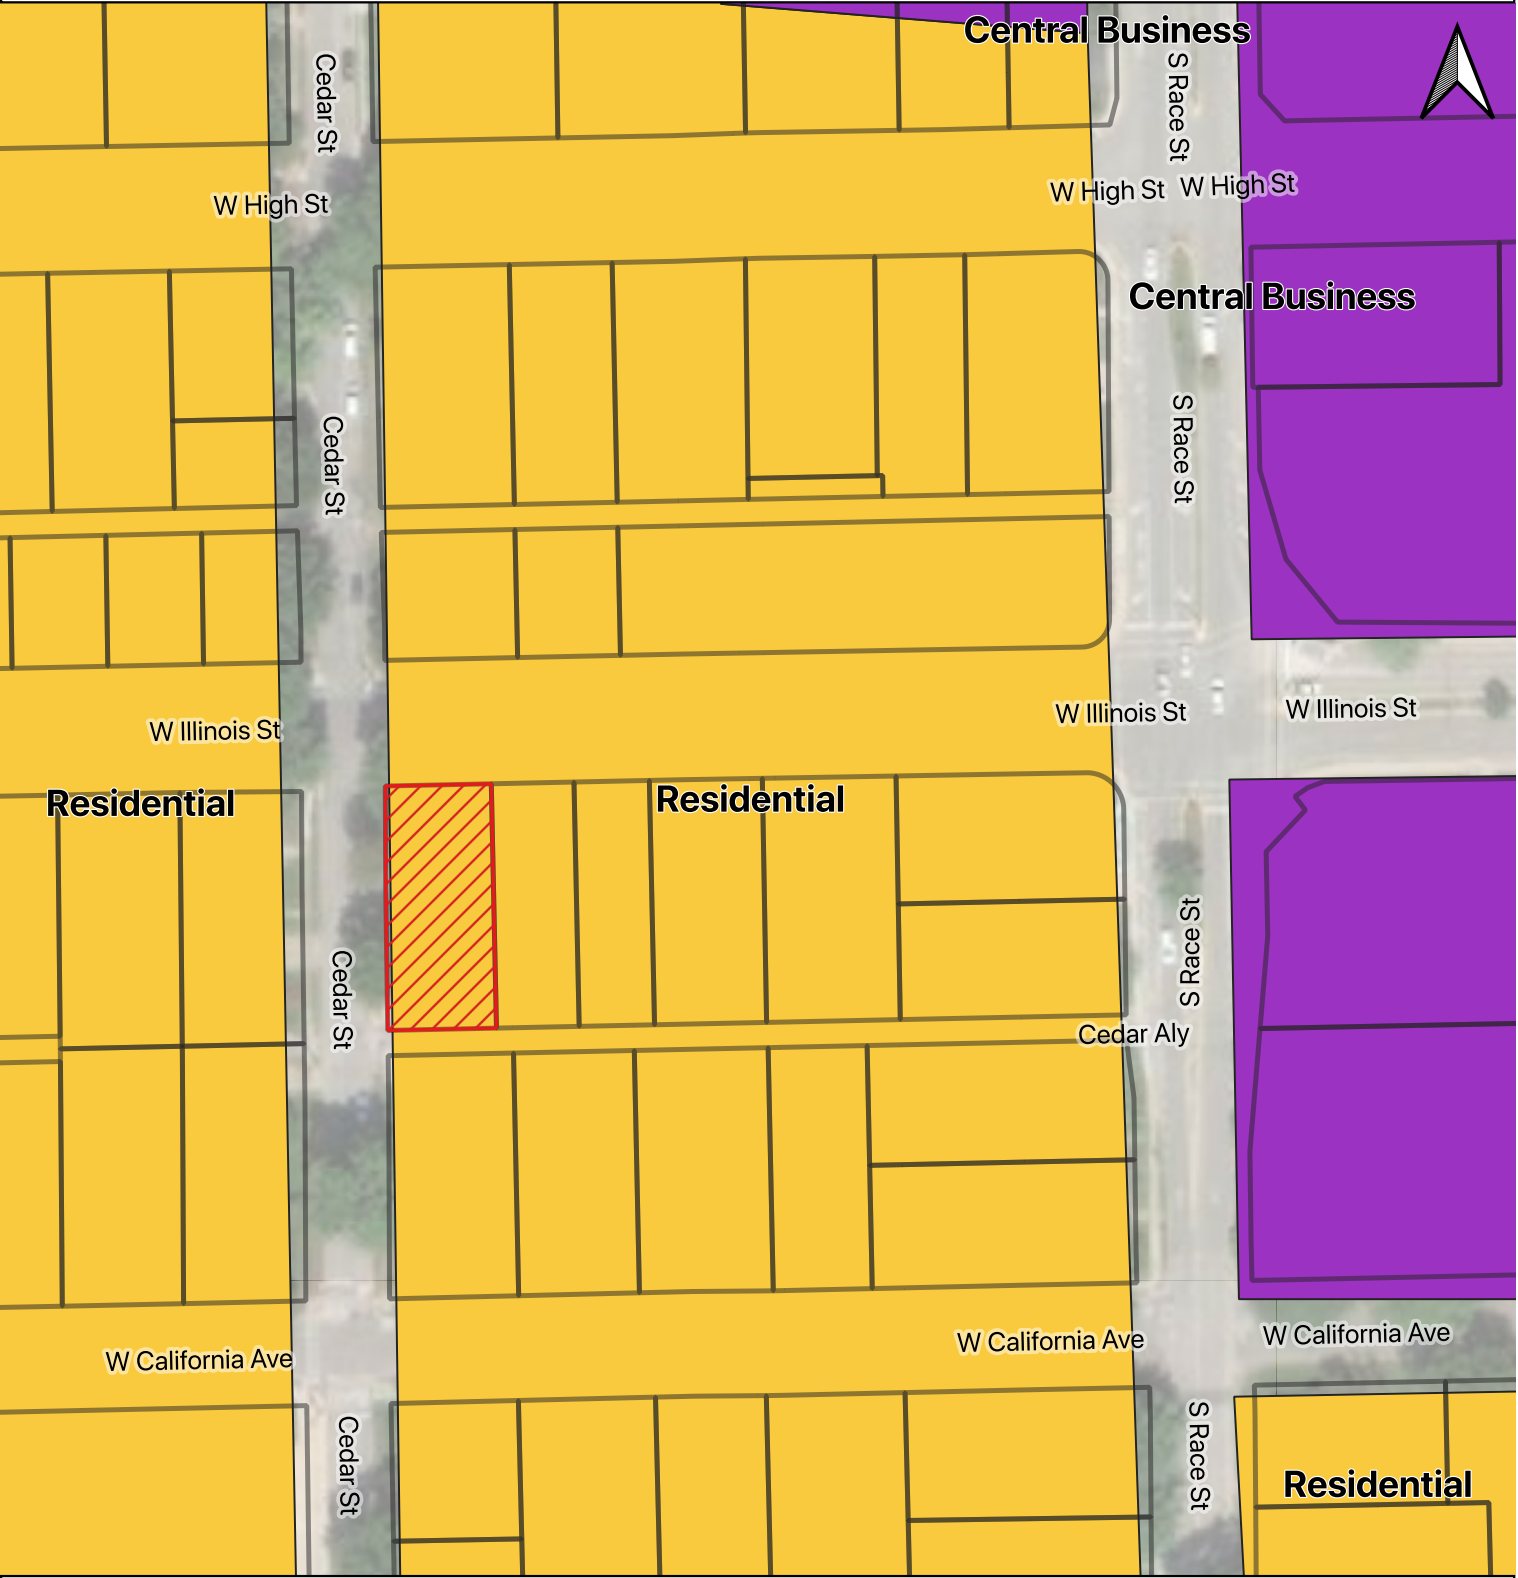 Central Business
Cedar St
S Race St
W High St
W High St
W High St
Central Business
Cedar St
S Race St
W Illinois St
W Illinois St
W Illinois St
Residential
Residential
Cedar St
S Race St
Cedar Aly
W California Ave
W California Ave
W California Ave
Cedar St
S Race St
Residential